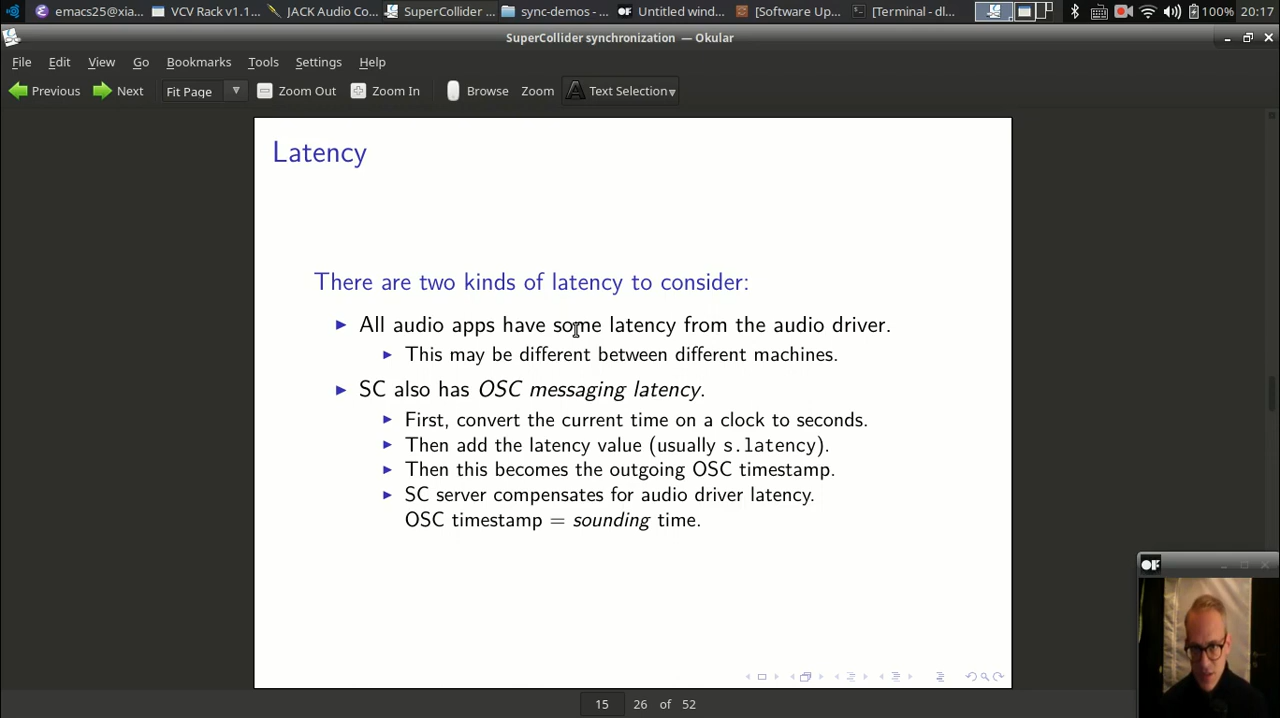 emacs25@xia...
VCV Rack v1.1...
JACK Audio Co...
SuperCollider ...
sync-demos - ...
Untitled wind...
[Software Up...
[Terminal - dl...
100%
20:17
SuperCollider synchronization — Okular
File Edit View Go Bookmarks Tools Settings Help
Previous Next Fit Page Zoom Out Zoom In Browse Zoom Text Selection
Latency
There are two kinds of latency to consider:
All audio apps have some latency from the audio driver.
This may be different between different machines.
SC also has OSC messaging latency.
First, convert the current time on a clock to seconds.
Then add the latency value (usually s.latency).
Then this becomes the outgoing OSC timestamp.
SC server compensates for audio driver latency.
OSC timestamp = sounding time.
15 26 of 52